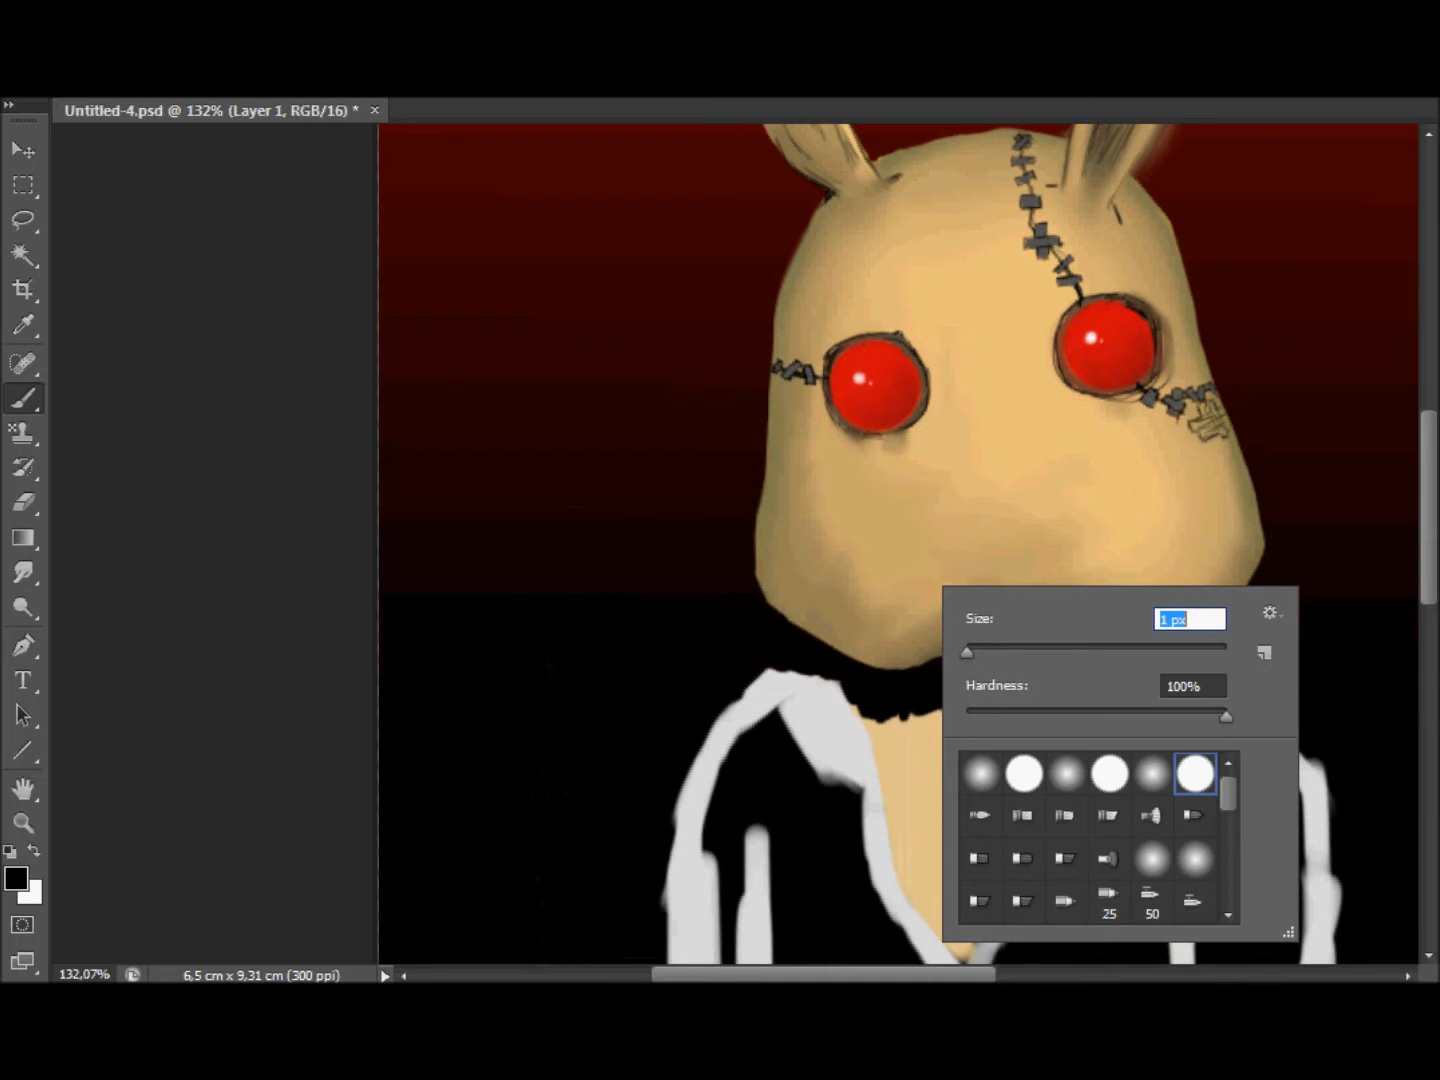 Untitled-4.psd @ 132% (Layer 1, RGB/16) *
Size:
1 px
Hardness:
100%
25
50
132,07%
6,5 cm x 9,31 cm (300 ppi)